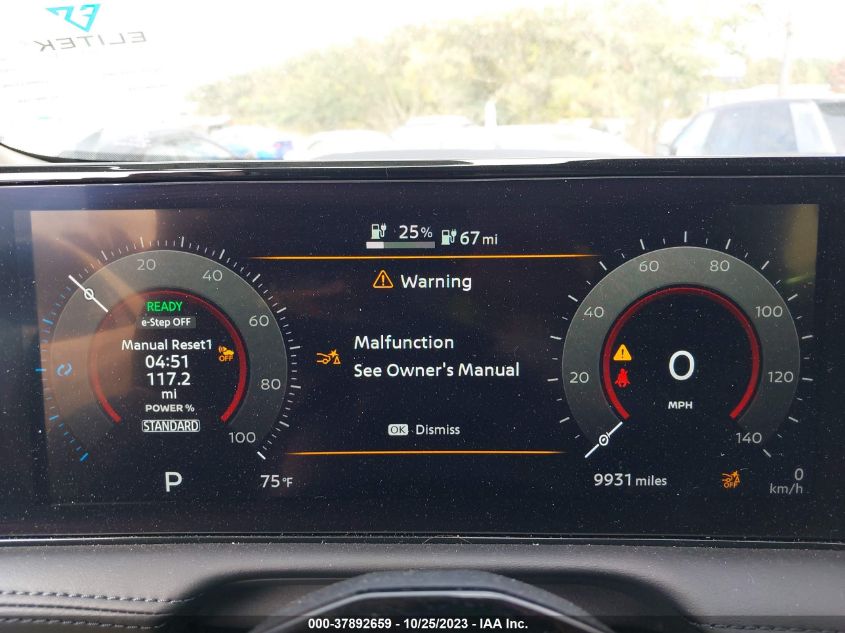 ELITEK
25%
67 mi
Warning
Malfunction
See Owner's Manual
OK Dismiss
20
40
60
80
100
READY
e-Step OFF
Manual Reset1
OFF
04:51
117.2
mi
POWER %
STANDARD
P
75°F
20
40
60
80
100
120
140
0
MPH
9931 miles
OFF
0
km/h
000-37892659 - 10/25/2023 - IAA Inc.